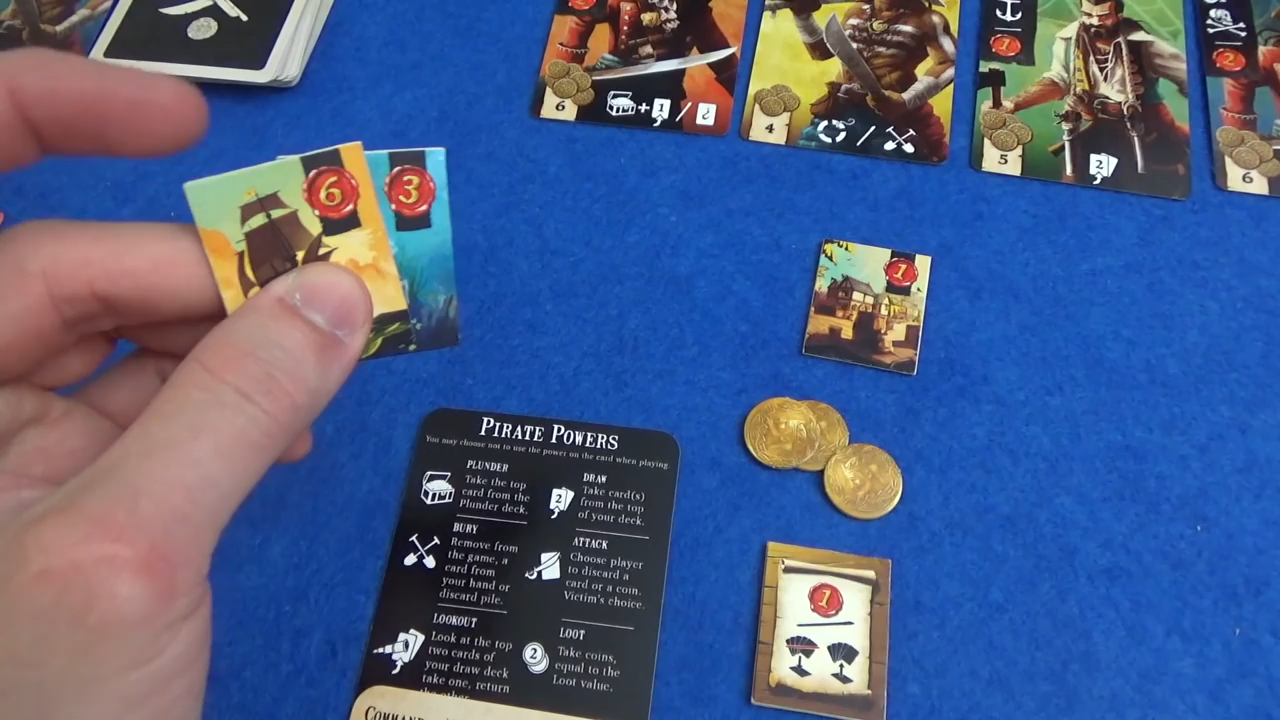 6
4
1
5
2
2
6
6
3
1
PIRATE POWERS
You may choose not to use the power on the card when playing
PLUNDER
Take the top
card from the
Plunder deck.
BURY
Remove from
the game, a
card from
your hand or
discard pile.
LOOKOUT
Look at the top
two cards of
your draw deck
take one, return
the other
2
DRAW
Take card(s)
from the top
of your deck.
ATTACK
Choose player
to discard a
card or a coin.
Victim's choice.
2
LOOT
Take coins,
equal to the
Loot value.
1